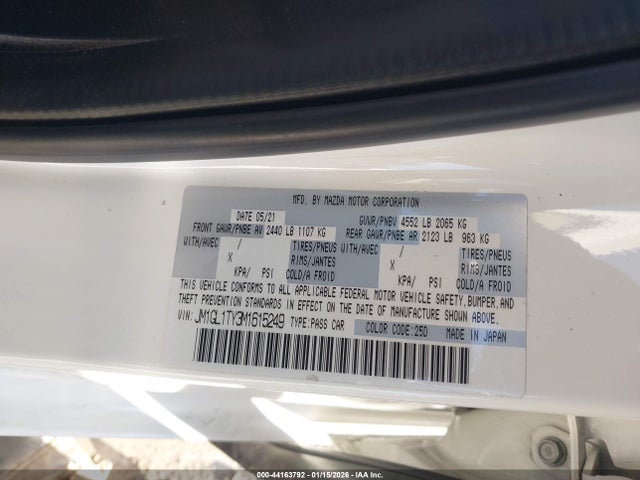 MFD. BY MAZDA MOTOR CORPORATION
DATE 05/21 GVWR/PNBV 4552 LB 2065 KG
FRONT GAWR/PNBE AV 2440 LB 1107 KG REAR GAWR/PNBE AR 2123 LB 963 KG
WITH/AVEC / TIRES/PNEUS WITH/AVEC / TIRES/PNEUS
X RIMS/JANTES X RIMS/JANTES
KPA/ PSI COLD/A FROID KPA/ PSI COLD/A FROID
THIS VEHICLE CONFORMS TO ALL APPLICABLE FEDERAL MOTOR VEHICLE SAFETY, BUMPER, AND
THEFT PREVENTION STANDARDS IN EFFECT ON THE DATE OF MANUFACTURE SHOWN ABOVE.
VIN: JM1GL1TY3M1615249 TYPE:PASS CAR COLOR CODE:25D MADE IN JAPAN
000-44163792 - 01/15/2026 - IAA Inc.